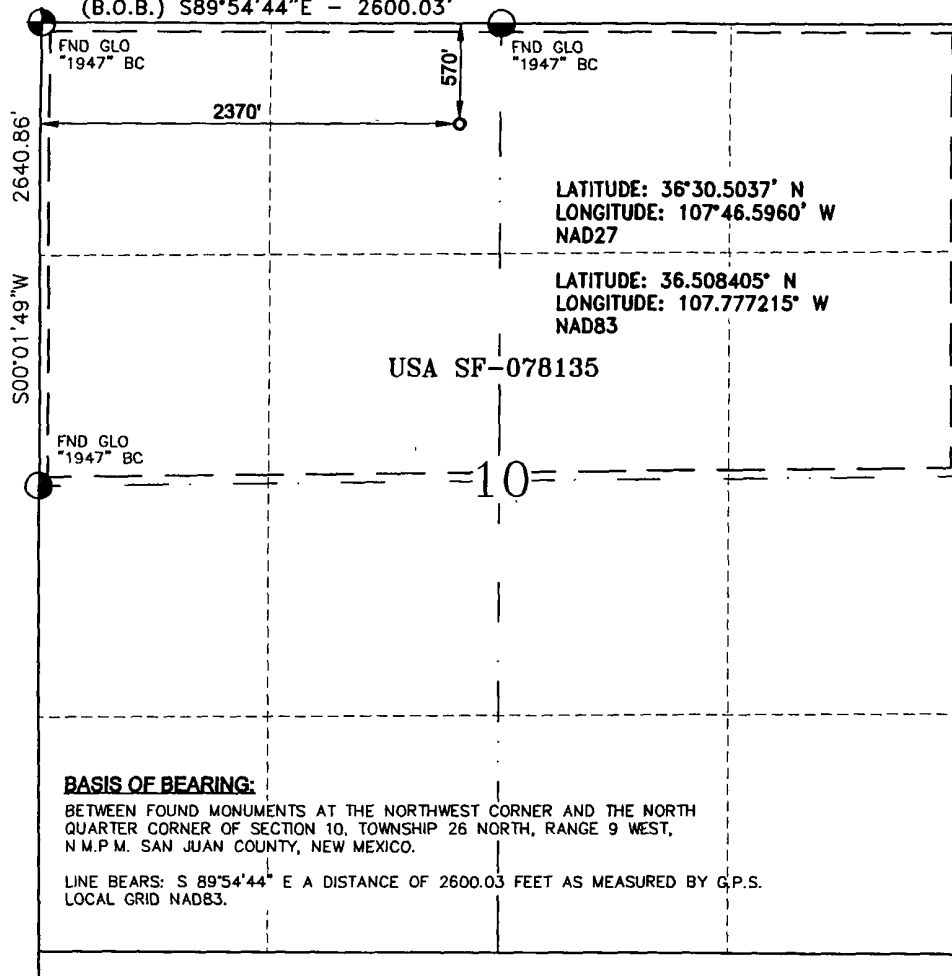 (B.O.B.) S89°54'44"E - 2600.03'
FND GLO
"1947" BC
FND GLO
"1947" BC
570'
2370'
2640.86'
S00°01'49"W
LATITUDE: 36°30.5037' N
LONGITUDE: 107°46.5960' W
NAD27
LATITUDE: 36.508405° N
LONGITUDE: 107.777215° W
NAD83
USA SF-078135
FND GLO
"1947" BC
10
BASIS OF BEARING:
BETWEEN FOUND MONUMENTS AT THE NORTHWEST CORNER AND THE NORTH
QUARTER CORNER OF SECTION 10, TOWNSHIP 26 NORTH, RANGE 9 WEST,
N M.P M. SAN JUAN COUNTY, NEW MEXICO.
LINE BEARS: S 89°54'44" E A DISTANCE OF 2600.03 FEET AS MEASURED BY G.P.S.
LOCAL GRID NAD83.